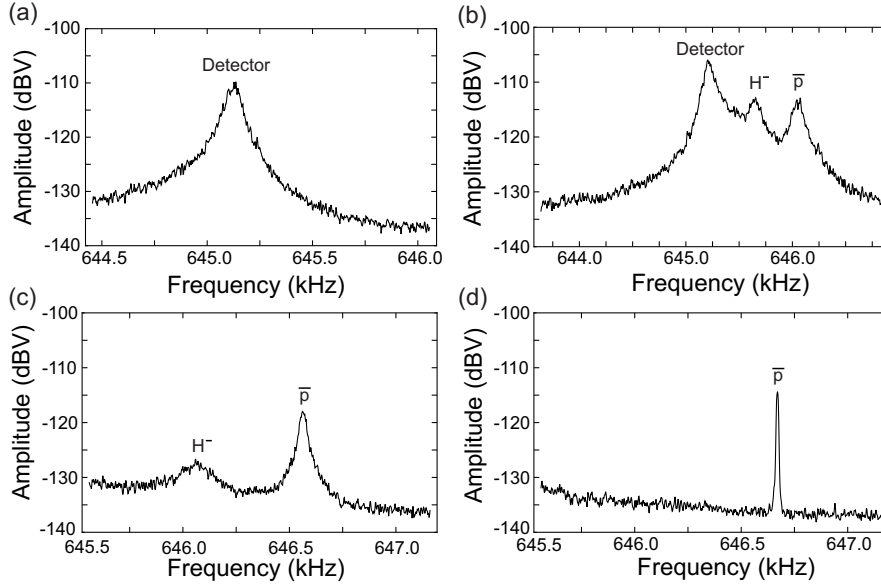 (a)
-100
-110
-120
-130
-140
Amplitude (dBV)
Detector
644.5
645.0
645.5
646.0
Frequency (kHz)
(b)
-100
-110
-120
-130
-140
Amplitude (dBV)
Detector
H⁻
p̅
644.0
645.0
646.0
Frequency (kHz)
(c)
-100
-110
-120
-130
-140
Amplitude (dBV)
H⁻
p̅
645.5
646.0
646.5
647.0
Frequency (kHz)
(d)
-100
-110
-120
-130
-140
Amplitude (dBV)
p̅
645.5
646.0
646.5
647.0
Frequency (kHz)